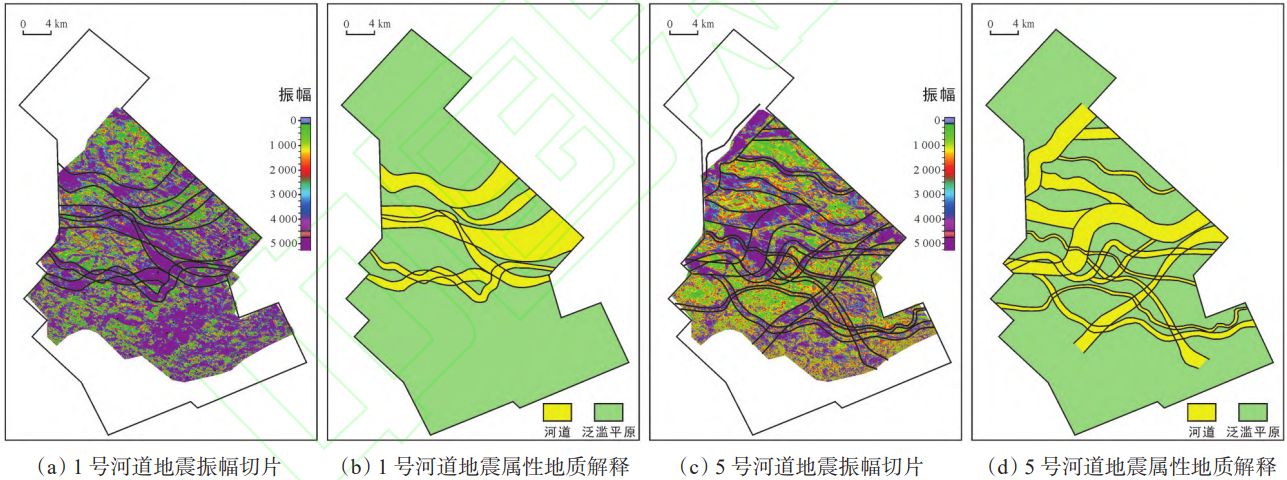 0 4 km
振幅
0
1 000
2 000
3 000
4 000
5 000
(a) 1 号河道地震振幅切片
0 4 km
河道 泛滥平原
(b) 1 号河道地震属性地质解释
0 4 km
振幅
0
1 000
2 000
3 000
4 000
5 000
(c) 5 号河道地震振幅切片
0 4 km
河道 泛滥平原
(d) 5 号河道地震属性地质解释